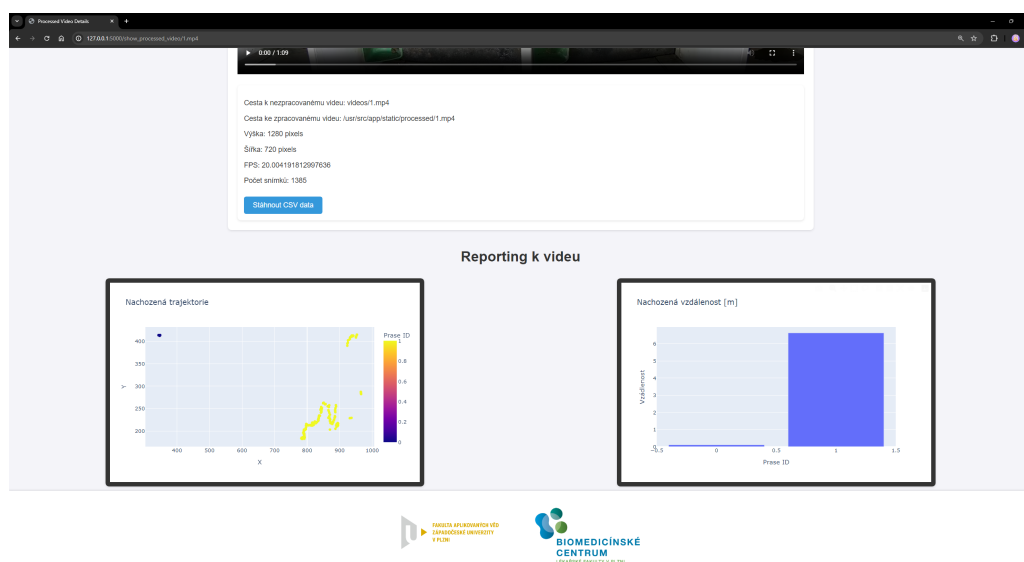 Processed Video Details
127.0.0.1:5000/show_processed_video/1.mp4
0:00 / 1:09
Cesta k nezpracovanému videu: videos/1.mp4
Cesta ke zpracovanému videu: /usr/src/app/static/processed/1.mp4
Výška: 1280 pixels
Šířka: 720 pixels
FPS: 20.004191812997636
Počet snímků: 1385
Stáhnout CSV data
Reporting k videu
Nachozená trajektorie
Prase ID
1
0.8
0.6
0.4
0.2
0
400
350
300
250
200
Y
400 500 600 700 800 900 1000
X
Nachozená vzdálenost [m]
6
5
4
3
2
1
0
Vzádlenost
−0.5 0 0.5 1 1.5
Prase ID
FAKULTA APLIKOVANÝCH VĚD
ZÁPADOČESKÉ UNIVERZITY
V PLZNI
BIOMEDICÍNSKÉ
CENTRUM
LÉKAŘSKÉ FAKULTY V PLZNI